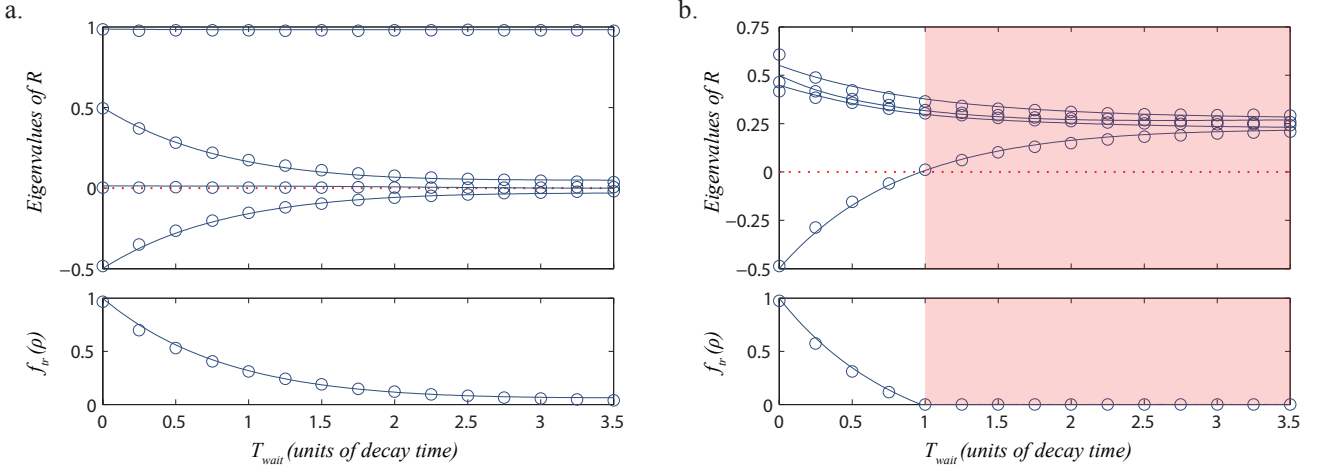 a.
Eigenvalues of R
1
0.5
0
−0.5
f_tr(ρ)
1
0.5
0
0 0.5 1 1.5 2 2.5 3 3.5
T_wait (units of decay time)
b.
Eigenvalues of R
0.75
0.5
0.25
0
−0.25
−0.5
f_tr(ρ)
1
0.5
0
0 0.5 1 1.5 2 2.5 3 3.5
T_wait (units of decay time)